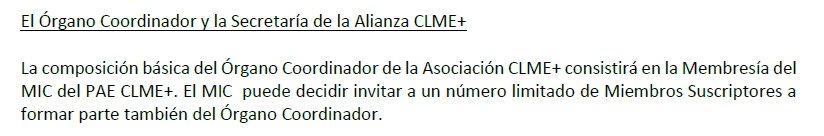 El Órgano Coordinador y la Secretaría de la Alianza CLME+
La composición básica del Órgano Coordinador de la Asociación CLME+ consistirá en la Membresía del
MIC del PAE CLME+. El MIC  puede decidir invitar a un número limitado de Miembros Suscriptores a
formar parte también del Órgano Coordinador.